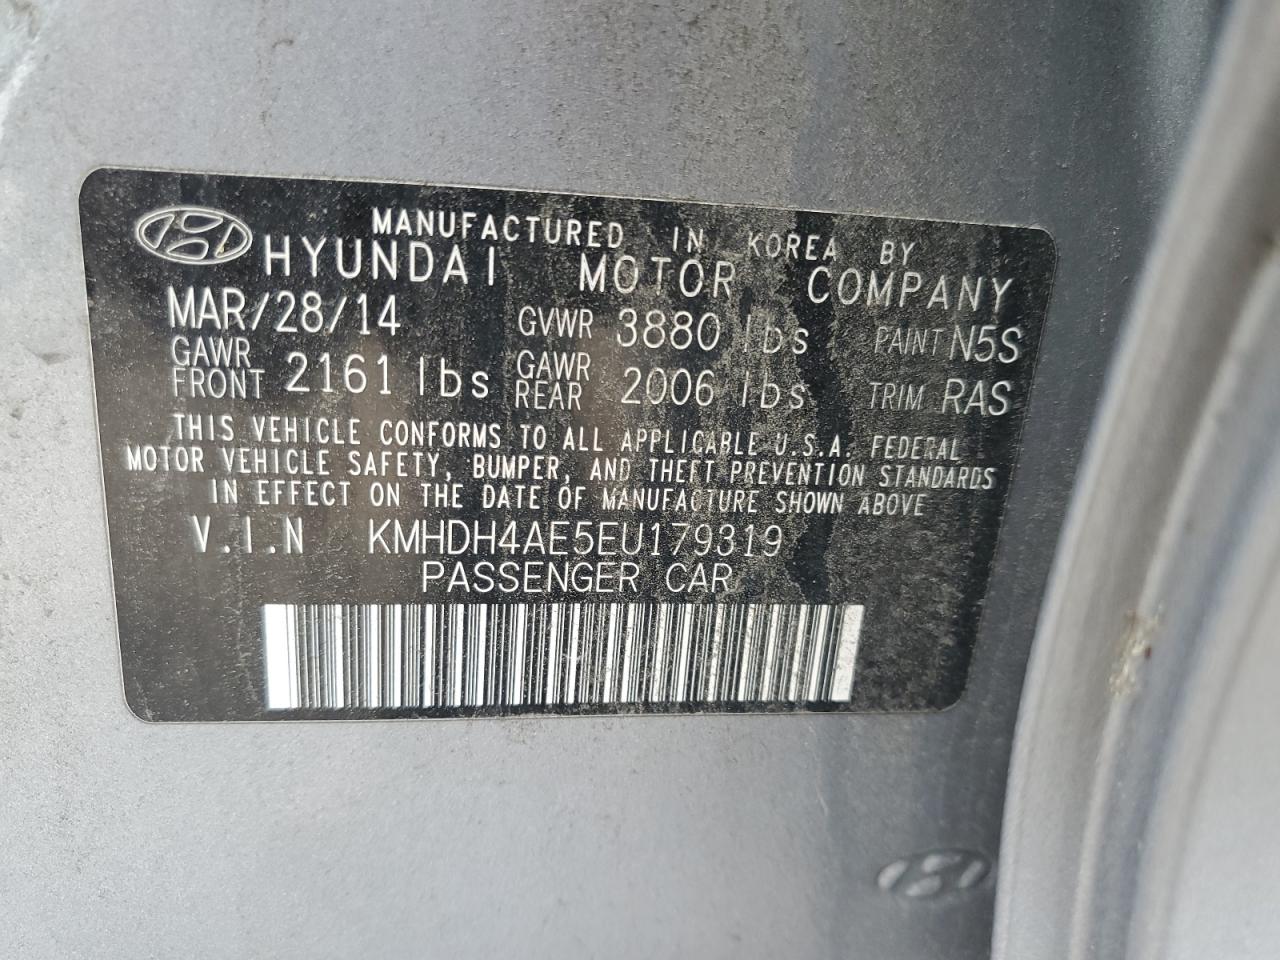 MANUFACTURED IN KOREA BY
HYUNDAI MOTOR COMPANY
MAR/28/14 GVWR 3880 lbs PAINT N5S
GAWR FRONT 2161 lbs GAWR REAR 2006 lbs TRIM RAS
THIS VEHICLE CONFORMS TO ALL APPLICABLE U.S.A. FEDERAL
MOTOR VEHICLE SAFETY, BUMPER, AND THEFT PREVENTION STANDARDS
IN EFFECT ON THE DATE OF MANUFACTURE SHOWN ABOVE
V.I.N KMHDH4AE5EU179319
PASSENGER CAR